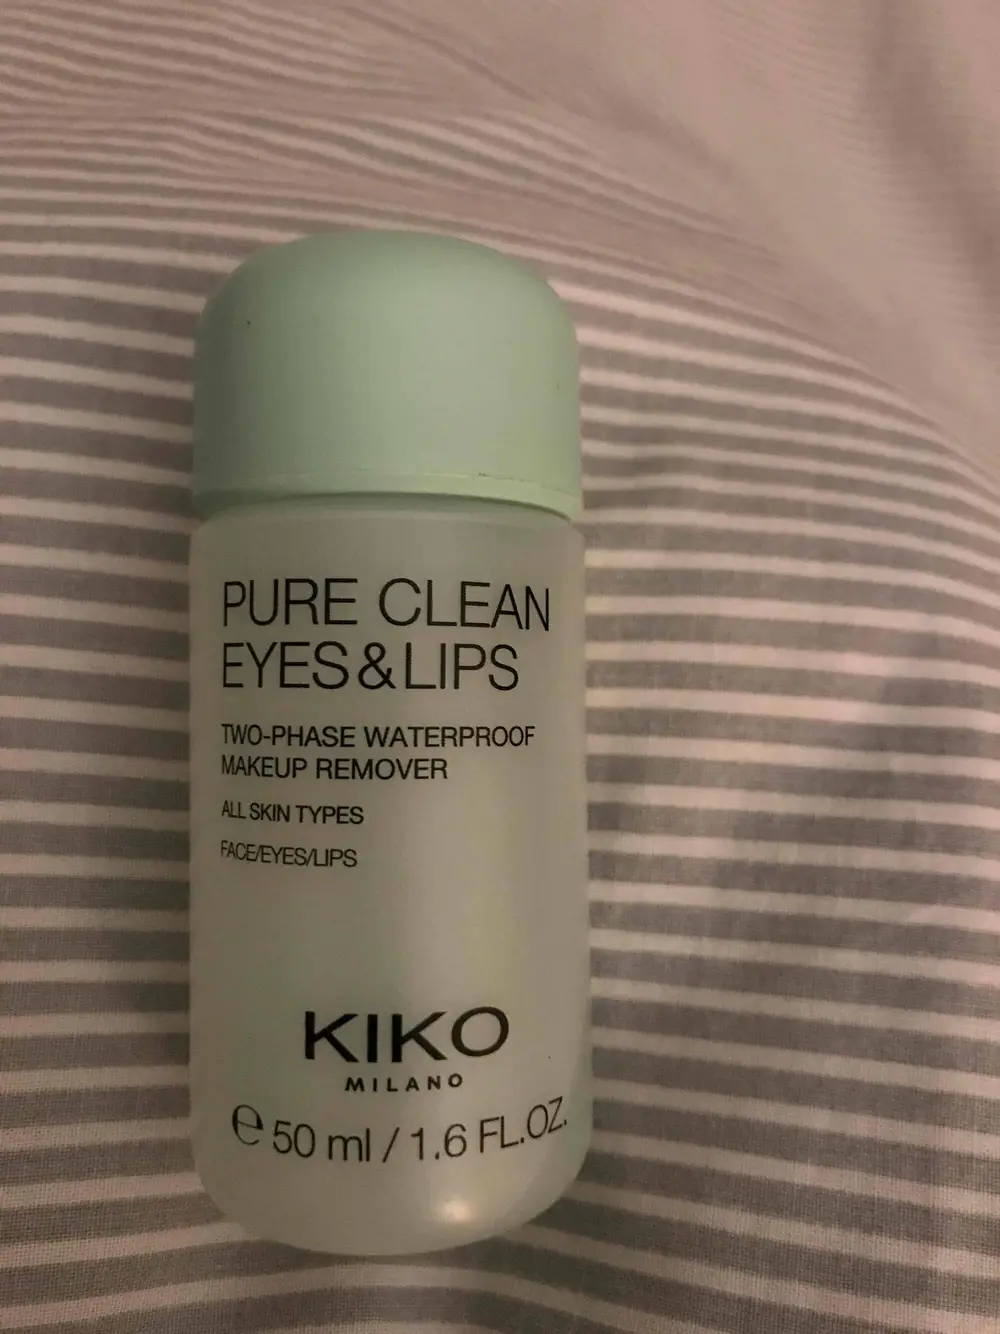 PURE CLEAN
EYES&LIPS
TWO-PHASE WATERPROOF
MAKEUP REMOVER
ALL SKIN TYPES
FACE/EYES/LIPS
KIKO
MILANO
℮ 50 ml / 1.6 FL.OZ.